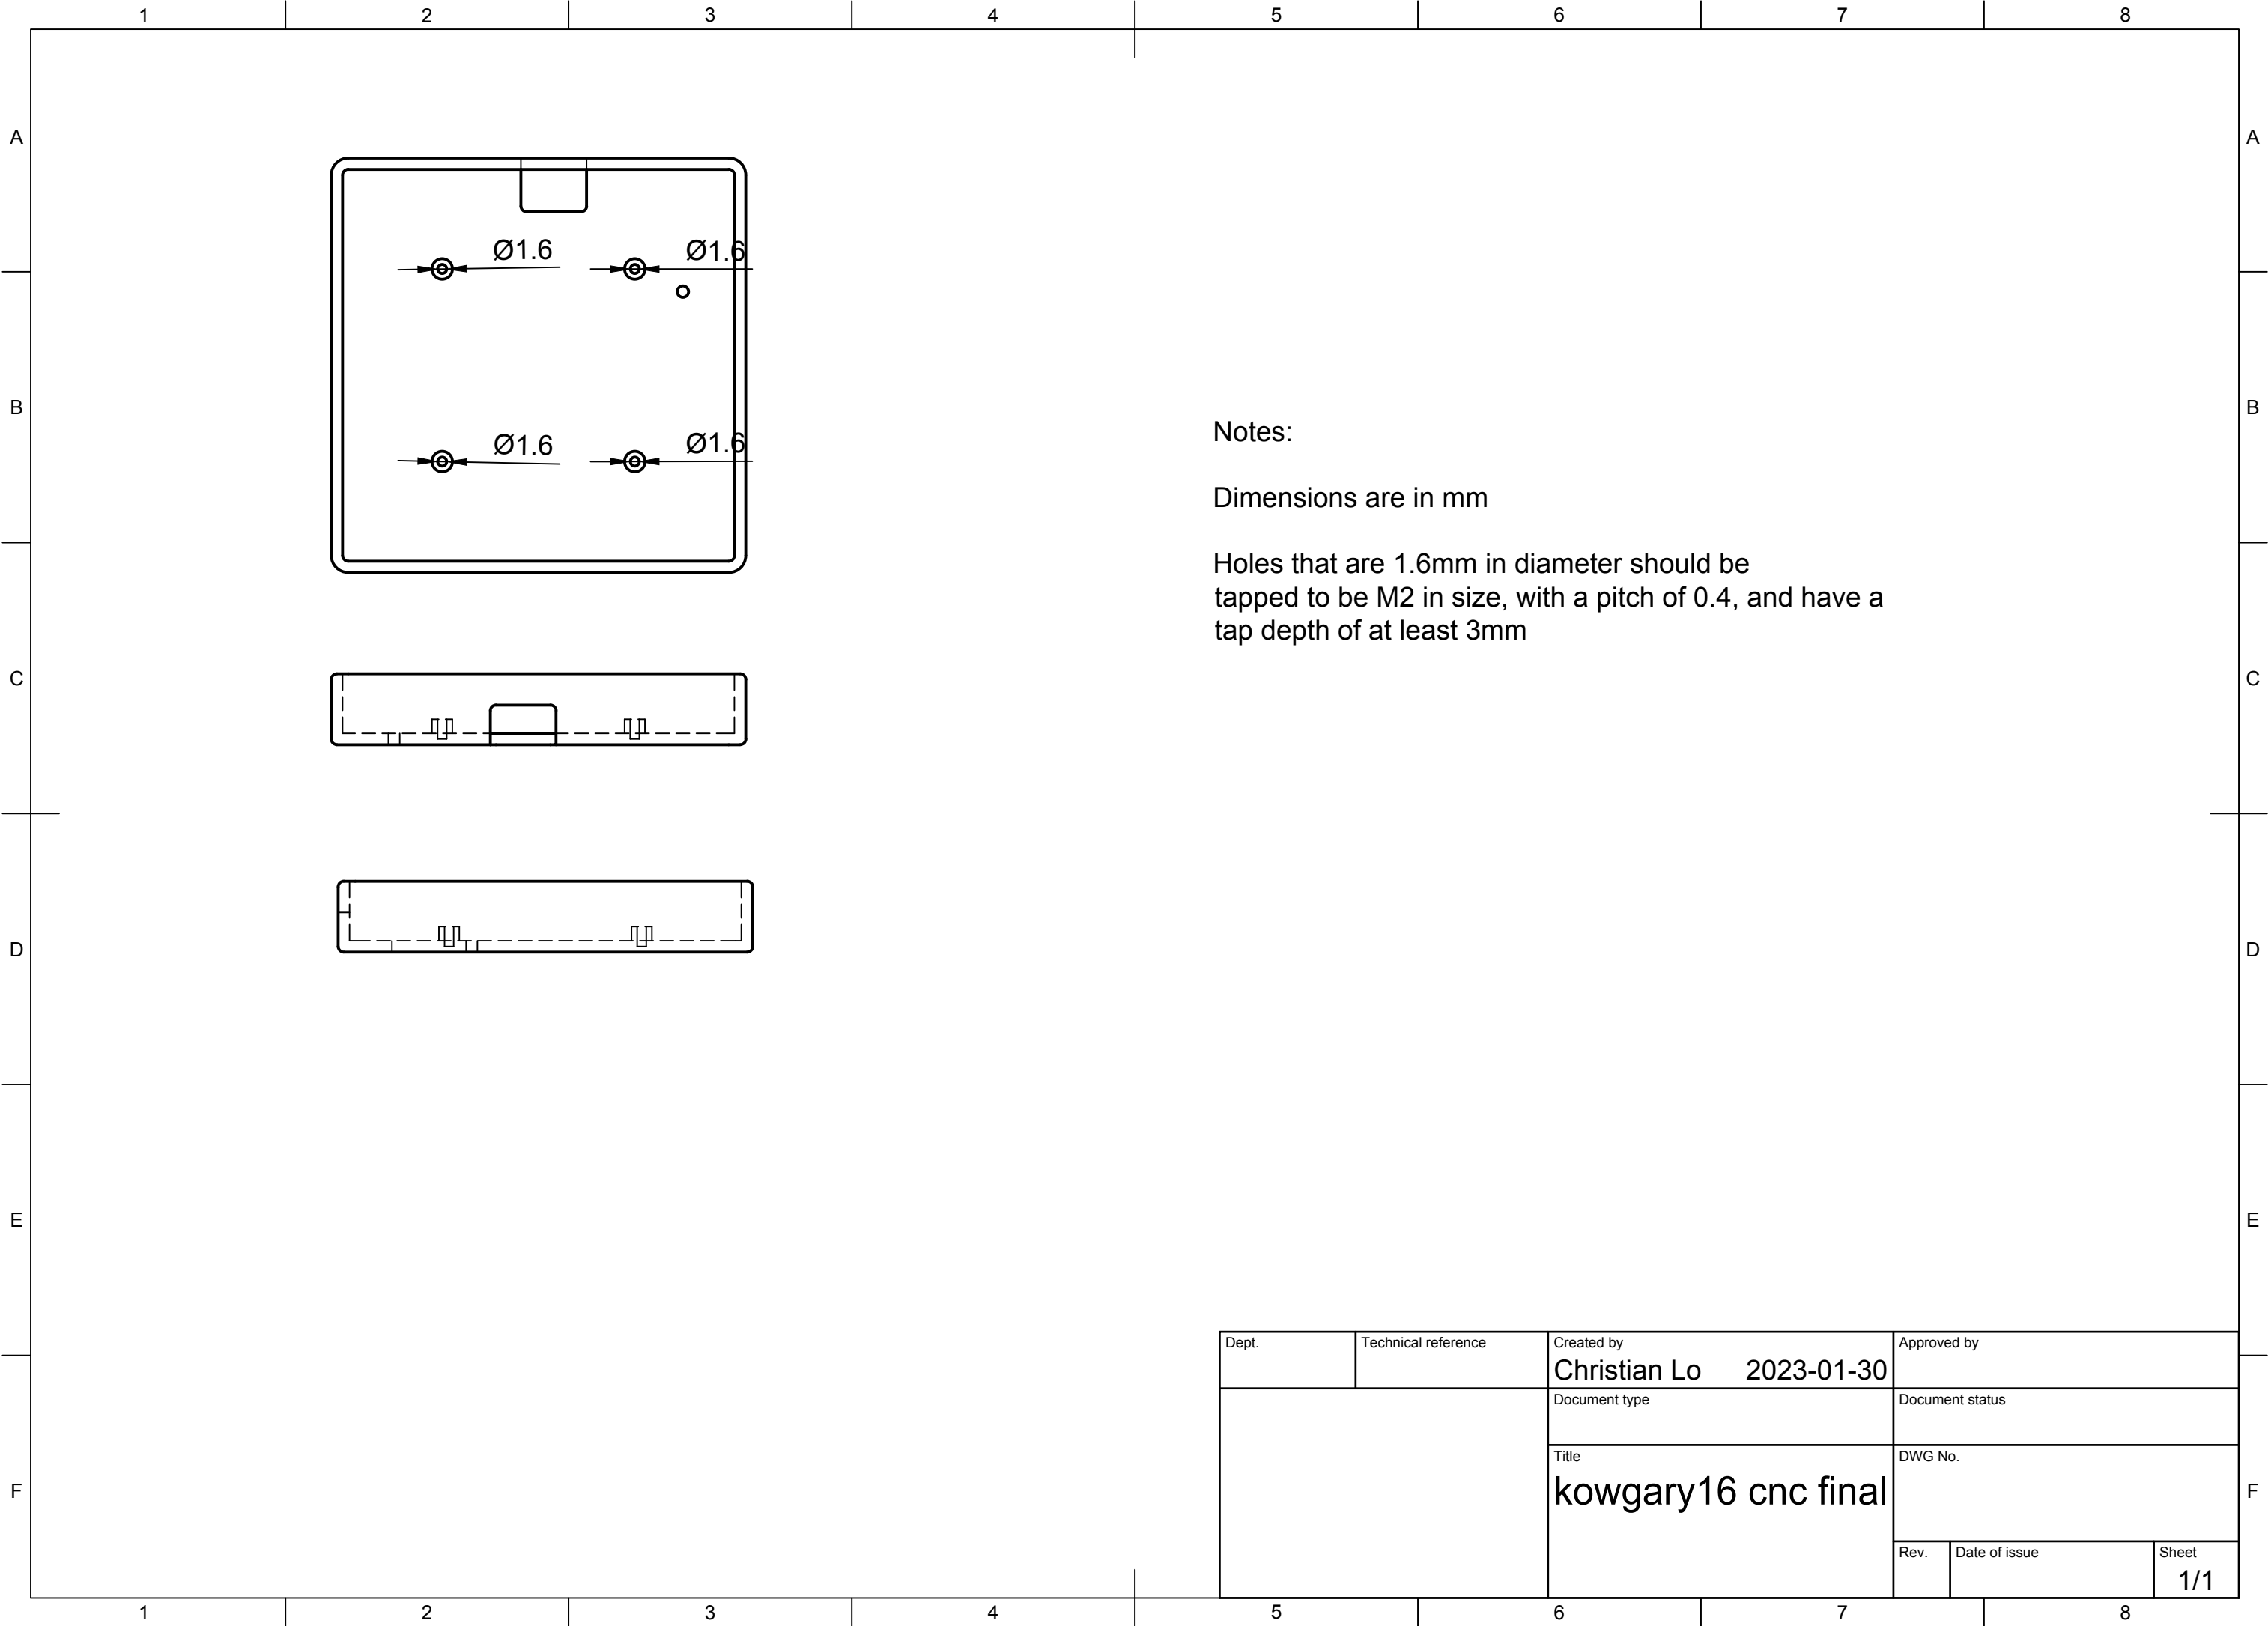 1 2 3 4 5 6 7 8
A A
Ø1.6 Ø1.6
B B
Ø1.6 Ø1.6
Notes:
Dimensions are in mm
Holes that are 1.6mm in diameter should be
tapped to be M2 in size, with a pitch of 0.4, and have a
tap depth of at least 3mm
C C
D D
E E
Dept. Technical reference Created by Approved by
Christian Lo 2023-01-30
Document type Document status
Title DWG No.
kowgary16 cnc final
F F
Rev. Date of issue Sheet
1/1
1 2 3 4 5 6 7 8